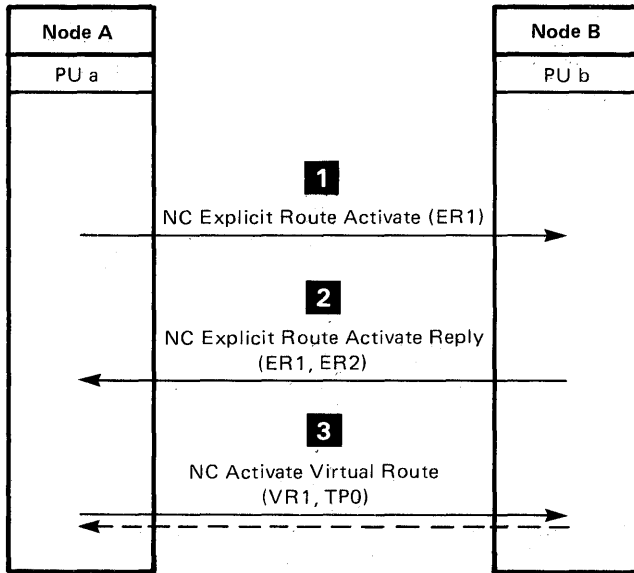 Node A
Node B
PU a
PU b
1
NC Explicit Route Activate (ER1)
2
NC Explicit Route Activate Reply
(ER1, ER2)
3
NC Activate Virtual Route
(VR1, TP0)